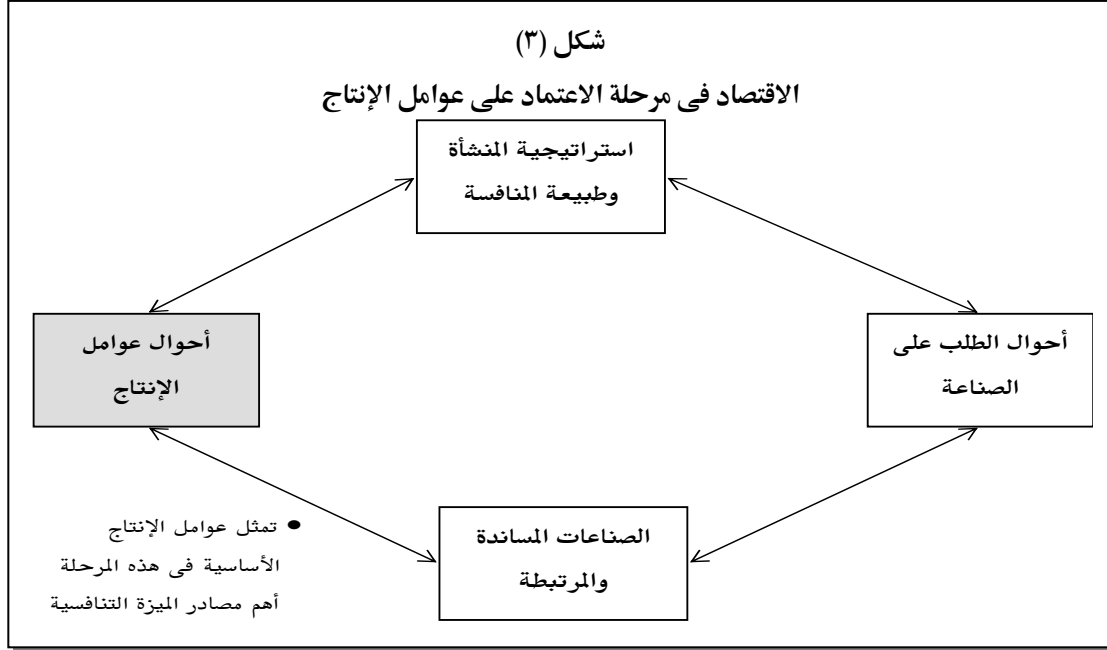 شكل (٣)
الاقتصاد فى مرحلة الاعتماد على عوامل الإنتاج
استراتيجية المنشأة
وطبيعة المنافسة
أحوال الطلب على
الصناعة
أحوال عوامل
الإنتاج
الصناعات المساندة
والمرتبطة
● تمثل عوامل الإنتاج
الأساسية فى هذه المرحلة
أهم مصادر الميزة التنافسية